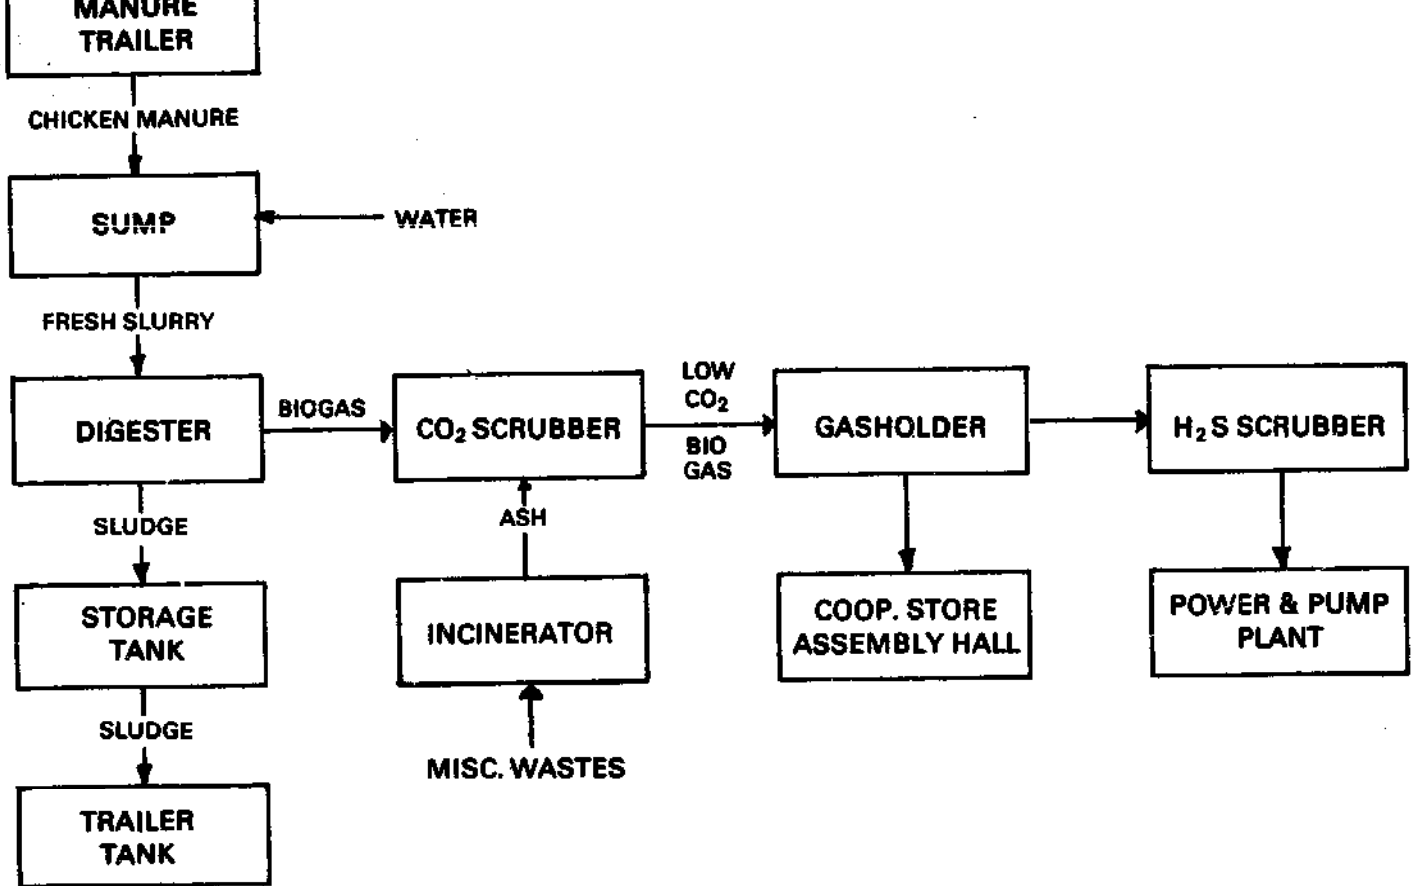 MANURE
TRAILER
CHICKEN MANURE
SUMP
WATER
FRESH SLURRY
DIGESTER
BIOGAS
CO₂ SCRUBBER
LOW
CO₂
BIO
GAS
GASHOLDER
H₂S SCRUBBER
SLUDGE
ASH
STORAGE
TANK
INCINERATOR
COOP. STORE
ASSEMBLY HALL
POWER & PUMP
PLANT
SLUDGE
MISC. WASTES
TRAILER
TANK